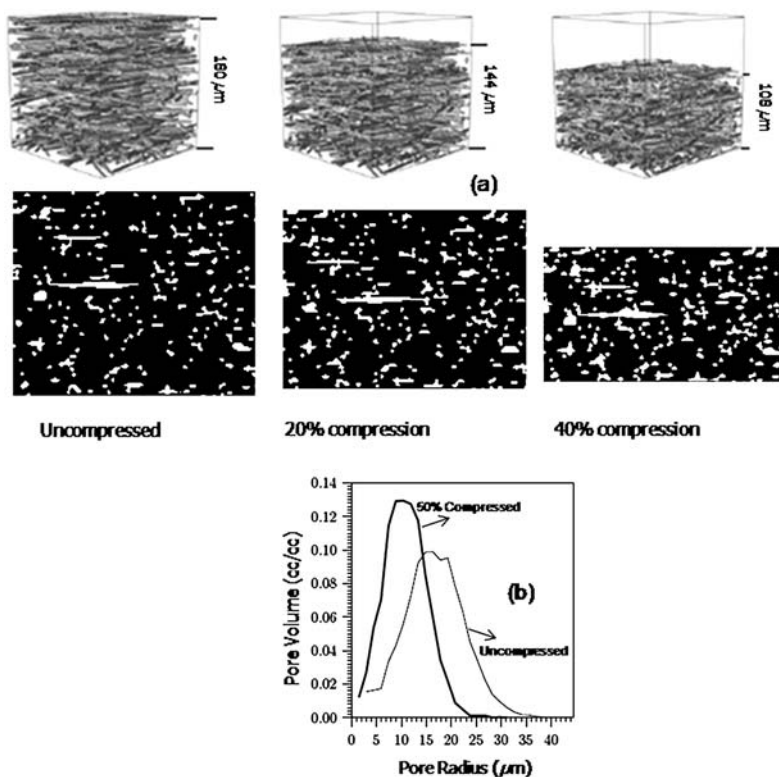 180 µm
144 µm
108 µm
(a)
Uncompressed
20% compression
40% compression
0.14
0.12
0.10
0.08
0.06
0.04
0.02
0.00
Pore Volume (cc/cc)
50% Compressed
(b)
Uncompressed
0 5 10 15 20 25 30 35 40
Pore Radius (µm)